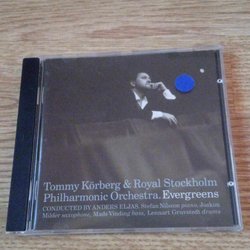 Tommy Körberg & Royal Stockholm
Philharmonic Orchestra. Evergreens
CONDUCTED BY ANDERS ELJAS. Stefan Nilsson piano, Joakim
Milder saxophone, Mads Vinding bass, Lennart Gruvstedt drums